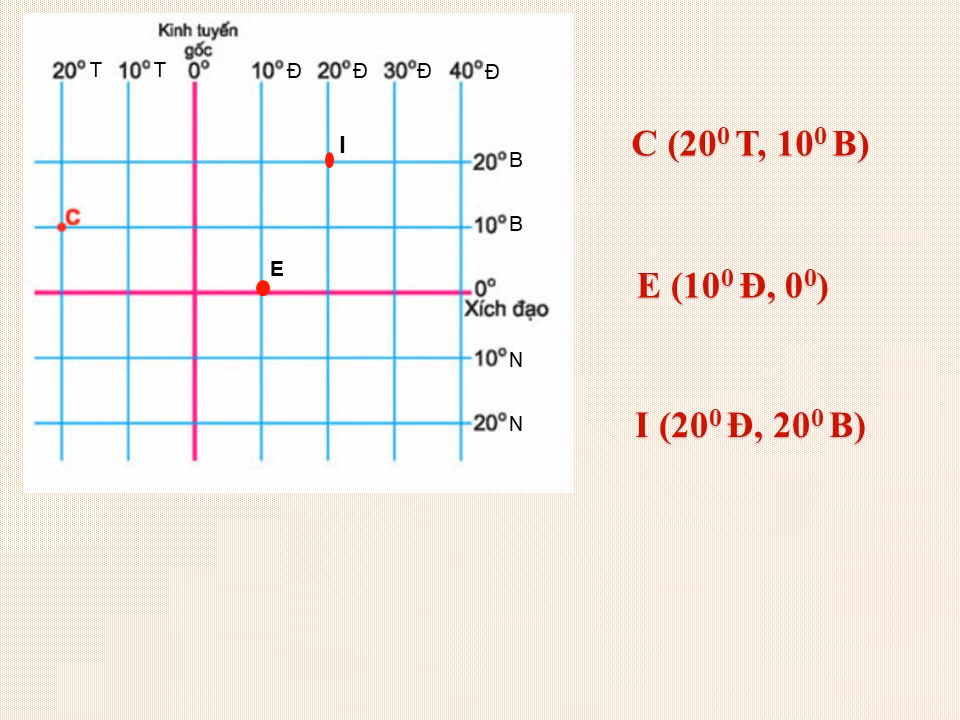 Kinh tuyến
gốc
20° T 10° T 0° 10° Đ 20° Đ 30° Đ 40° Đ
I
20° B
C (20⁰ T, 10⁰ B)
C
10° B
E
0°
E (10⁰ Đ, 0⁰)
Xích đạo
10° N
20° N
I (20⁰ Đ, 20⁰ B)